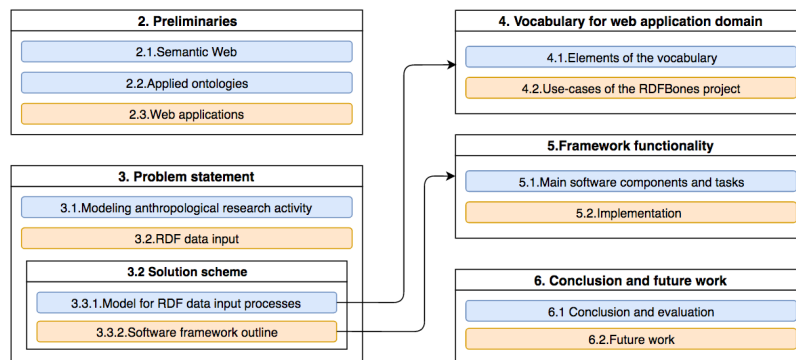 2. Preliminaries
2.1.Semantic Web
2.2.Applied ontologies
2.3.Web applications
3. Problem statement
3.1.Modeling anthropological research activity
3.2.RDF data input
3.2 Solution scheme
3.3.1.Model for RDF data input processes
3.3.2.Software framework outline
4. Vocabulary for web application domain
4.1.Elements of the vocabulary
4.2.Use-cases of the RDFBones project
5.Framework functionality
5.1.Main software components and tasks
5.2.Implementation
6. Conclusion and future work
6.1 Conclusion and evaluation
6.2.Future work